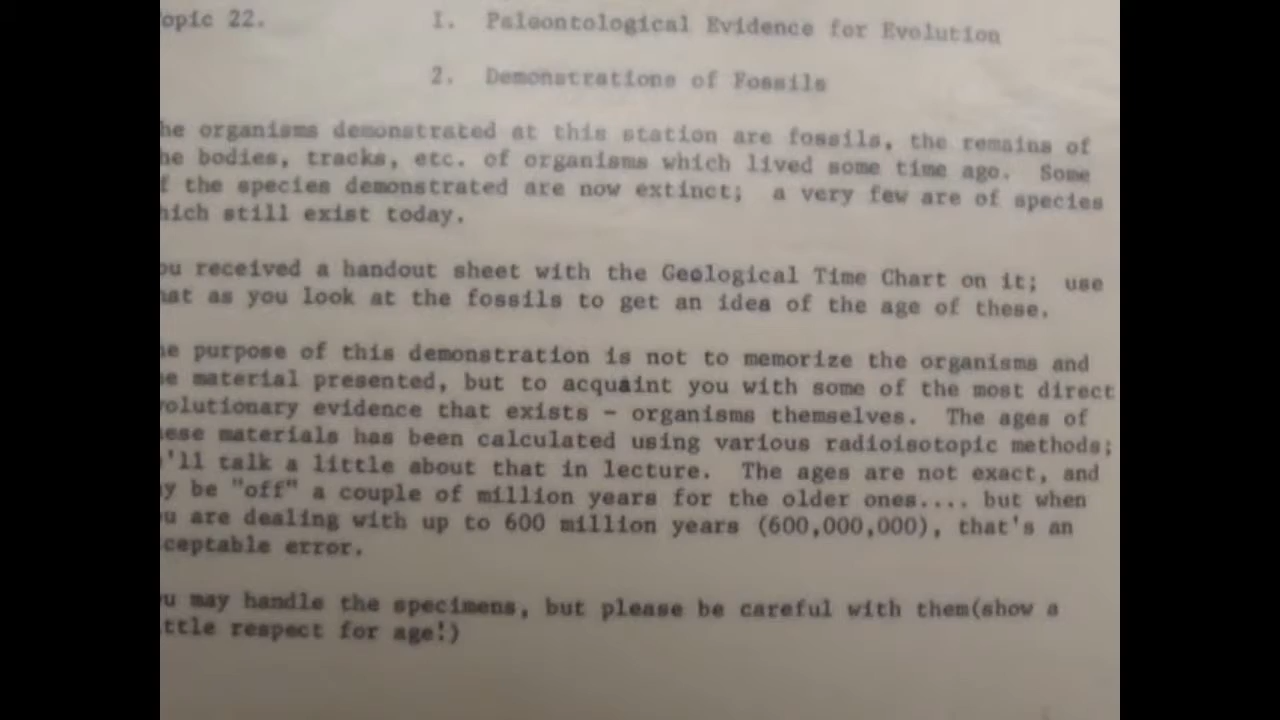 opic 22. 1. Paleontological Evidence for Evolution
2. Demonstrations of Fossils
he organisms demonstrated at this station are fossils, the remains of
he bodies, tracks, etc. of organisms which lived some time ago. Some
f the species demonstrated are now extinct; a very few are of species
hich still exist today.
ou received a handout sheet with the Geological Time Chart on it; use
hat as you look at the fossils to get an idea of the age of these.
he purpose of this demonstration is not to memorize the organisms and
he material presented, but to acquaint you with some of the most direct
volutionary evidence that exists - organisms themselves. The ages of
hese materials has been calculated using various radioisotopic methods;
e'll talk a little about that in lecture. The ages are not exact, and
ay be "off" a couple of million years for the older ones.... but when
ou are dealing with up to 600 million years (600,000,000), that's an
cceptable error.
ou may handle the specimens, but please be careful with them(show a
ittle respect for age!)